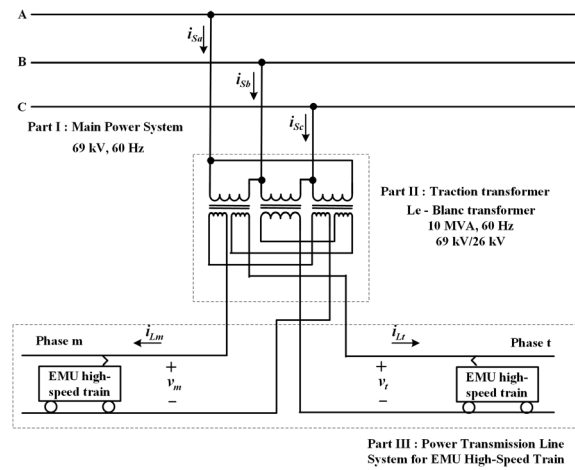 A
i_Sa
B
i_Sb
C
i_Sc
Part I : Main Power System
69 kV, 60 Hz
Part II : Traction transformer
Le - Blanc transformer
10 MVA, 60 Hz
69 kV/26 kV
Phase m
i_Lm
i_Lt
Phase t
EMU high-
speed train
+
v_m
−
+
v_t
−
EMU high-
speed train
Part III : Power Transmission Line
System for EMU High-Speed Train